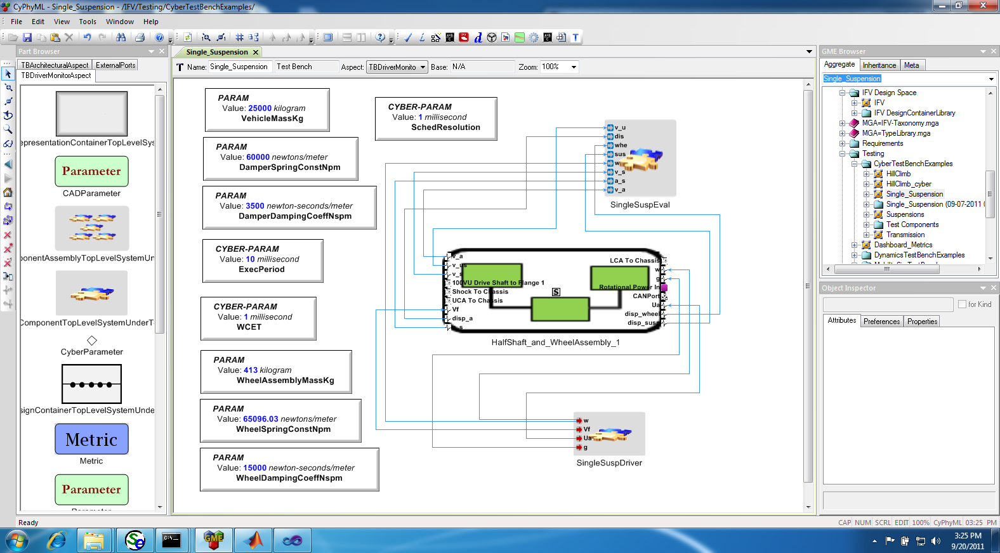 CyPhyML - Single_Suspension - /IFV/Testing/CyberTestBenchExamples/
File Edit View Tools Window Help
Part Browser
TBArchitecturalAspect ExternalPorts
TBDriverMonitorAspect
epresentationContainerTopLevelSys
Parameter
CADParameter
ponentAssemblyTopLevelSystemUn
ComponentTopLevelSystemUnderT
CyberParameter
signContainerTopLevelSystemUnde
Metric
Metric
Parameter
Single_Suspension
Name: Single_Suspension Test Bench Aspect: TBDriverMonito Base: N/A Zoom: 100%
PARAM
Value: 25000 kilogram
VehicleMassKg
PARAM
Value: 60000 newtons/meter
DamperSpringConstNpm
PARAM
Value: 3500 newton-seconds/meter
DamperDampingCoeffNspm
CYBER-PARAM
Value: 10 millisecond
ExecPeriod
CYBER-PARAM
Value: 1 millisecond
WCET
PARAM
Value: 413 kilogram
WheelAssemblyMassKg
PARAM
Value: 65096.03 newtons/meter
WheelSpringConstNpm
PARAM
Value: 15000 newton-seconds/meter
WheelDampingCoeffNspm
CYBER-PARAM
Value: 1 millisecond
SchedResolution
v_u
dis
whe
sus
w
v_s
a_s
v_a
SingleSuspEval
v_a
v_s
100VU Drive Shaft to Flange 1
Shock To Chassis
UCA To Chassis
Vf
disp_a
S
LCA To Chassis
w
g
Rotational Power In
CANPort
Ua
disp_wheel
disp_susp
HalfShaft_and_WheelAssembly_1
w
Vf
Ua
g
SingleSuspDriver
GME Browser
Aggregate Inheritance Meta
Single_Suspension
IFV Design Space
IFV
IFV DesignContainerLibrary
MGA=IFV-Taxonomy.mga
MGA=TypeLibrary.mga
Requirements
Testing
CyberTestBenchExamples
HillClimb
HillClimb_cyber
Single_Suspension
Single_Suspension (09-07-2011
Suspensions
Test Components
Transmission
Dashboard_Metrics
DynamicsTestBenchExamples
Object Inspector
for Kind
Attributes Preferences Properties
Ready
CAP NUM SCRL EDIT 100% CyPhyML 03:25 PM
GME
3:25 PM
9/20/2011